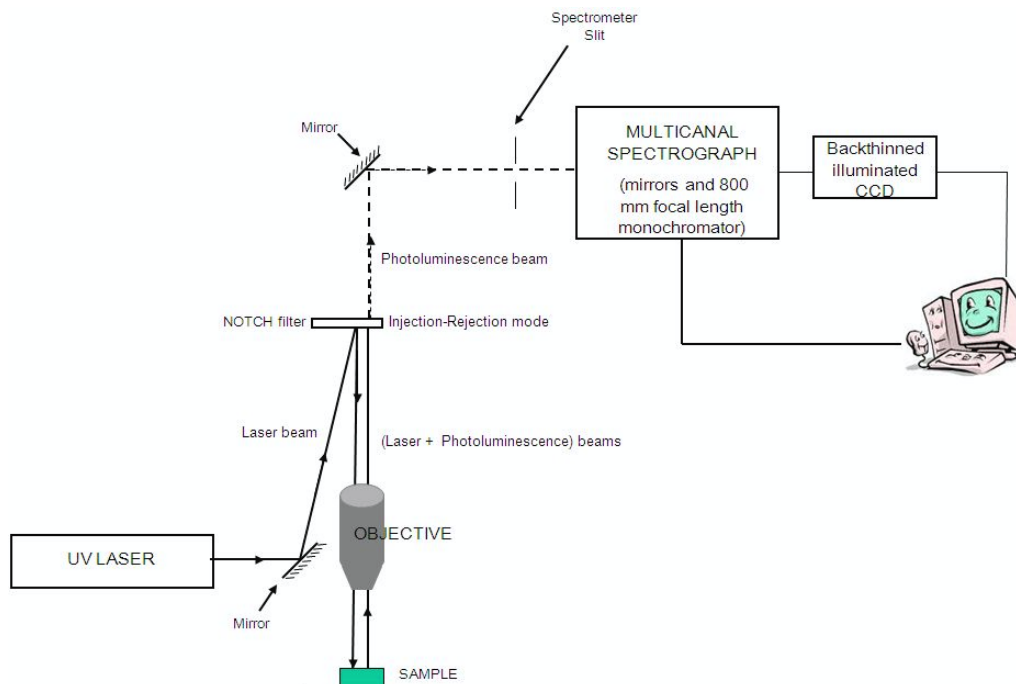 Spectrometer
Slit
Mirror
MULTICANAL
SPECTROGRAPH
(mirrors and 800
mm focal length
monochromator)
Backthinned
illuminated
CCD
Photoluminescence beam
NOTCH filter
Injection-Rejection mode
Laser beam
(Laser + Photoluminescence) beams
OBJECTIVE
UV LASER
Mirror
SAMPLE